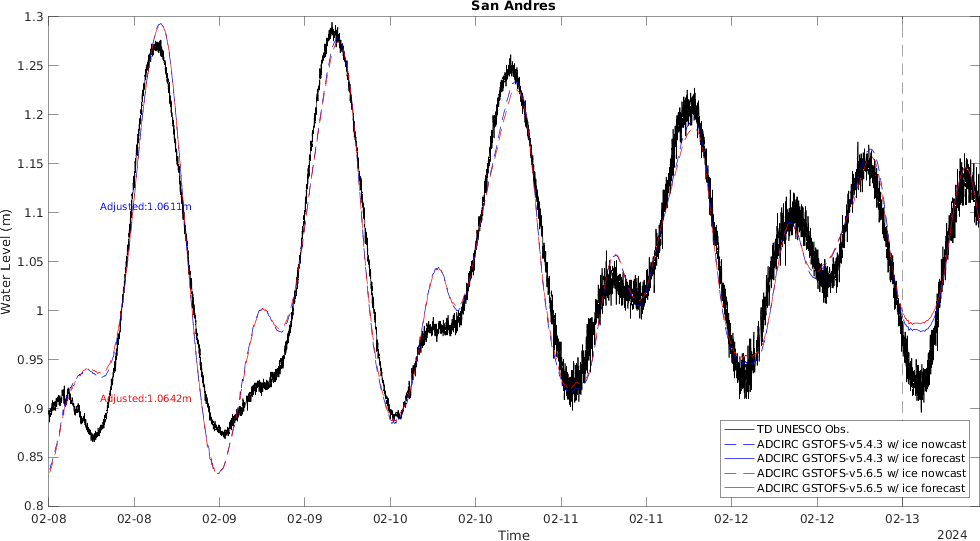 San Andres
Water Level (m)
1.3
1.25
1.2
1.15
1.1
1.05
1
0.95
0.9
0.85
0.8
Adjusted:1.0611m
Adjusted:1.0642m
TD UNESCO Obs.
ADCIRC GSTOFS-v5.4.3 w/ ice nowcast
ADCIRC GSTOFS-v5.4.3 w/ ice forecast
ADCIRC GSTOFS-v5.6.5 w/ ice nowcast
ADCIRC GSTOFS-v5.6.5 w/ ice forecast
02-08 02-08 02-09 02-09 02-10 02-10 02-11 02-11 02-12 02-12 02-13
Time
2024